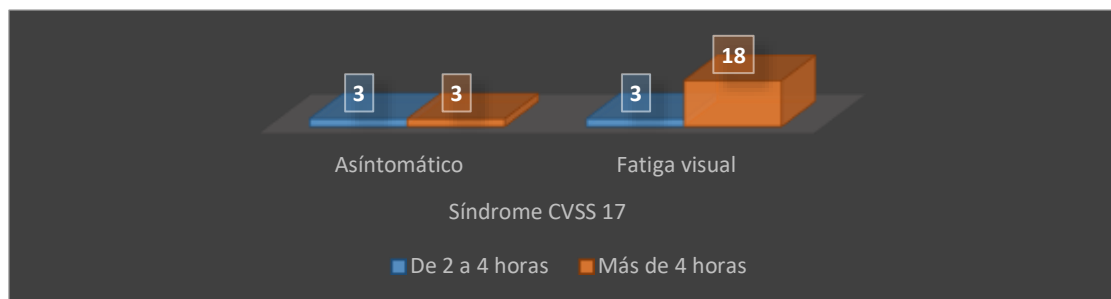 18
3 3 3
Asíntomático Fatiga visual
Síndrome CVSS 17
De 2 a 4 horas Más de 4 horas